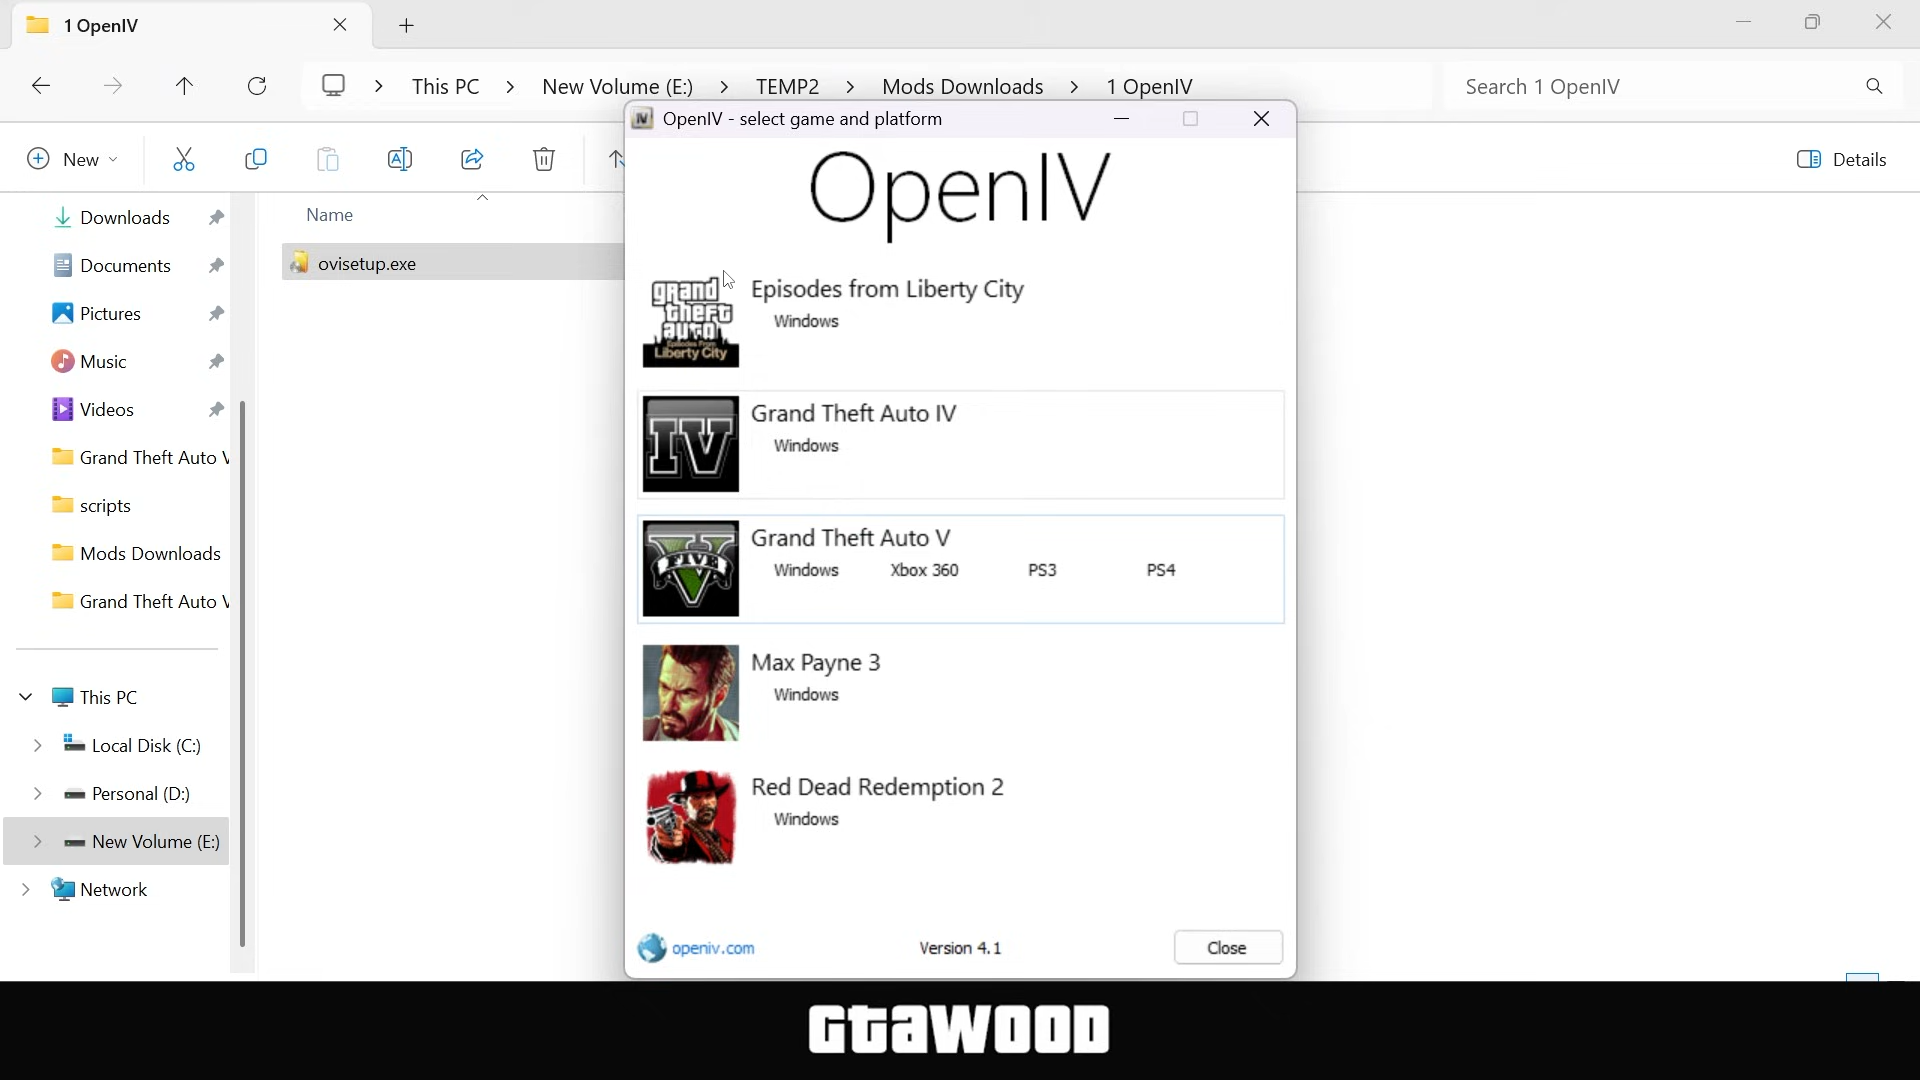 1 OpenIV
This PC > New Volume (E:) > TEMP2 > Mods Downloads > 1 OpenIV
Search 1 OpenIV
New
Details
Downloads
Documents
Pictures
Music
Videos
Grand Theft Auto V
scripts
Mods Downloads
Grand Theft Auto V
This PC
Local Disk (C:)
Personal (D:)
New Volume (E:)
Network
Name
ovisetup.exe
IV OpenIV - select game and platform
OpenIV
grand
theft
auto
Episodes From
Liberty City
Episodes from Liberty City
Windows
IV
Grand Theft Auto IV
Windows
V
FIVE
Grand Theft Auto V
Windows Xbox 360 PS3 PS4
Max Payne 3
Windows
Red Dead Redemption 2
Windows
openiv.com
Version 4.1
Close
GTAWOOD